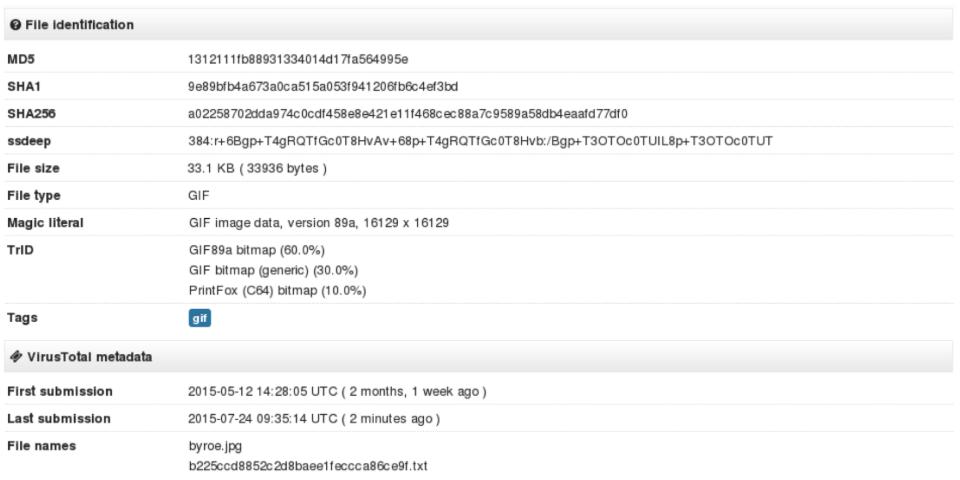 File identification
MD5 1312111fb88931334014d17fa564995e
SHA1 9e89bfb4a673a0ca515a053f941206fb6c4ef3bd
SHA256 a02258702dda974c0cdf458e8e421e11f468cec88a7c9589a58db4eaafd77df0
ssdeep 384:r+6Bgp+T4gRQTfGc0T8HvAv+68p+T4gRQTfGc0T8Hvb:/Bgp+T3OTOc0TUIL8p+T3OTOc0TUT
File size 33.1 KB ( 33936 bytes )
File type GIF
Magic literal GIF image data, version 89a, 16129 x 16129
TrID GIF89a bitmap (60.0%)
GIF bitmap (generic) (30.0%)
PrintFox (C64) bitmap (10.0%)
Tags gif
VirusTotal metadata
First submission 2015-05-12 14:28:05 UTC ( 2 months, 1 week ago )
Last submission 2015-07-24 09:35:14 UTC ( 2 minutes ago )
File names byroe.jpg
b225ccd8852c2d8baee1feccca86ce9f.txt